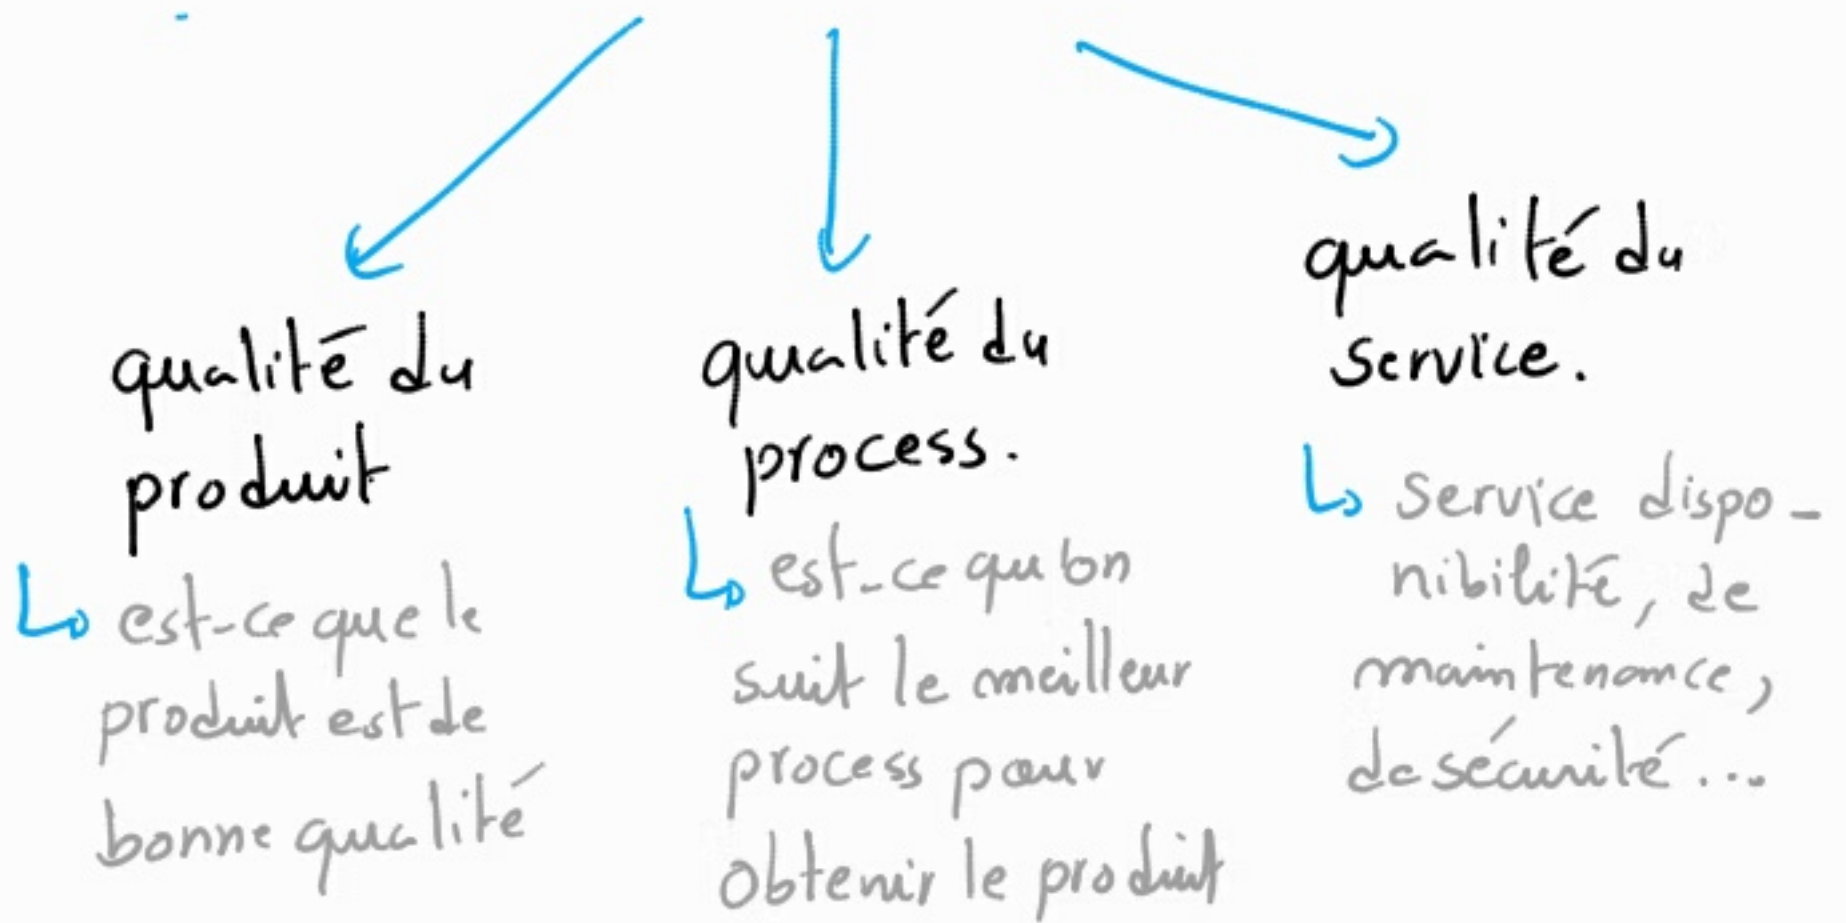 qualité du
produit
est-ce que le
produit est de
bonne qualité
qualité du
process.
est-ce qu'on
suit le meilleur
process pour
obtenir le produit
qualité du
service.
service dispo-
nibilité, de
maintenance,
de sécurité...